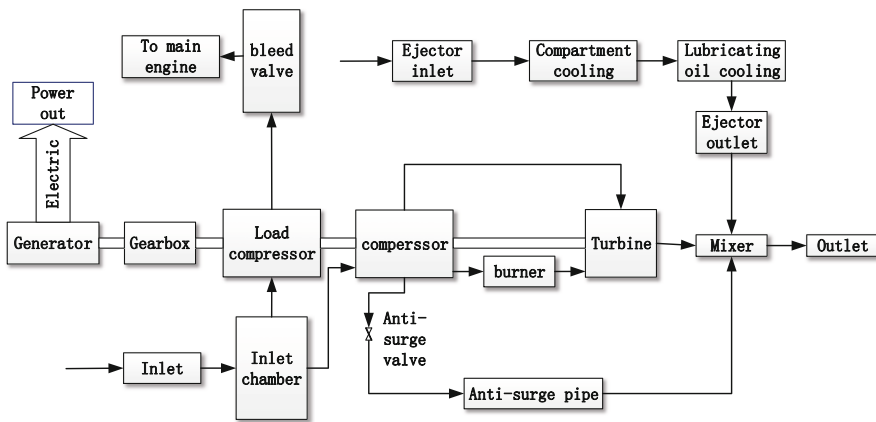 To main
engine
bleed
valve
Ejector
inlet
Compartment
cooling
Lubricating
oil cooling
Power
out
Ejector
outlet
Electric
Generator
Gearbox
Load
compressor
comperssor
Turbine
Mixer
Outlet
burner
Anti-
surge
valve
Inlet
Inlet
chamber
Anti-surge pipe